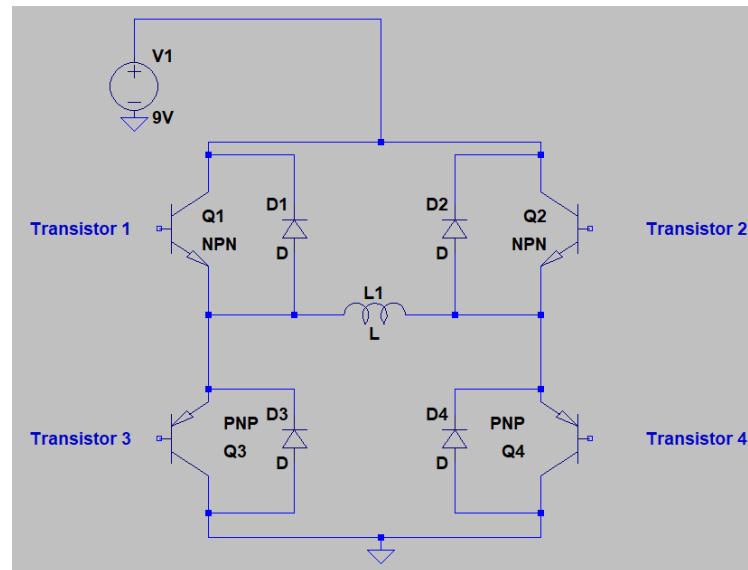 V1
9V
D1
D2
Transistor 1
Q1
Q2
Transistor 2
NPN
D
D
NPN
L1
L
D3
D4
Transistor 3
PNP
PNP
Transistor 4
Q3
D
D
Q4